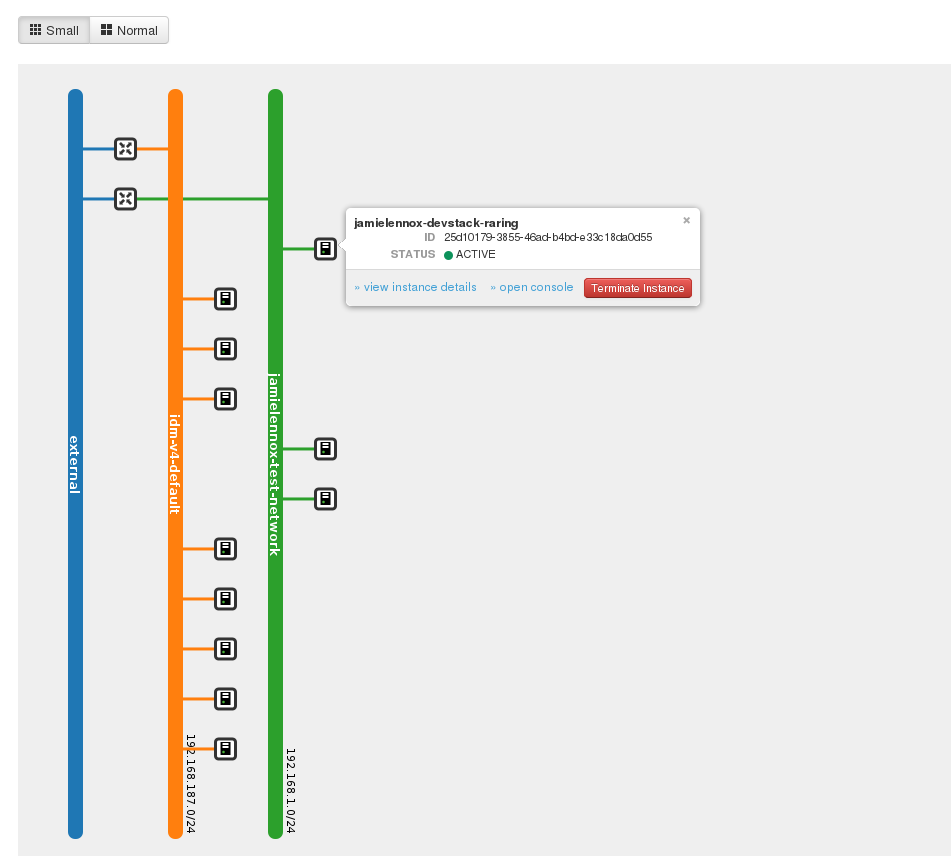 Small Normal
jamielennox-devstack-raring ×
ID 25d10179-3855-46ad-b4bd-e33c18da0d55
STATUS ACTIVE
» view instance details » open console Terminate Instance
external
idm-v4-default
jamielennox-test-network
192.168.187.0/24
192.168.1.0/24